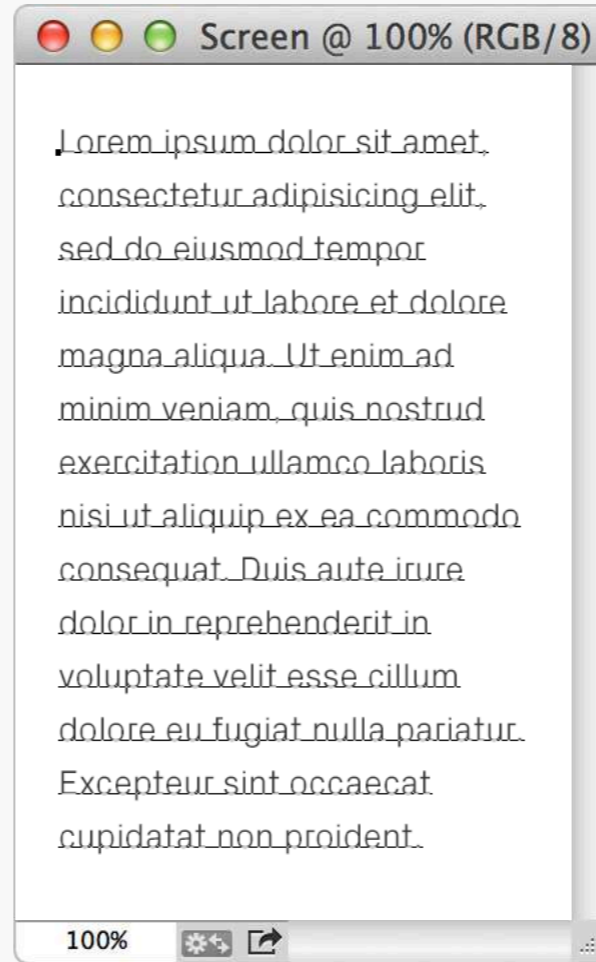 Screen @ 100% (RGB/8)
Lorem ipsum dolor sit amet,
consectetur adipisicing elit,
sed do eiusmod tempor
incididunt ut labore et dolore
magna aliqua. Ut enim ad
minim veniam, quis nostrud
exercitation ullamco laboris
nisi ut aliquip ex ea commodo
consequat. Duis aute irure
dolor in reprehenderit in
voluptate velit esse cillum
dolore eu fugiat nulla pariatur.
Excepteur sint occaecat
cupidatat non proident.
100%